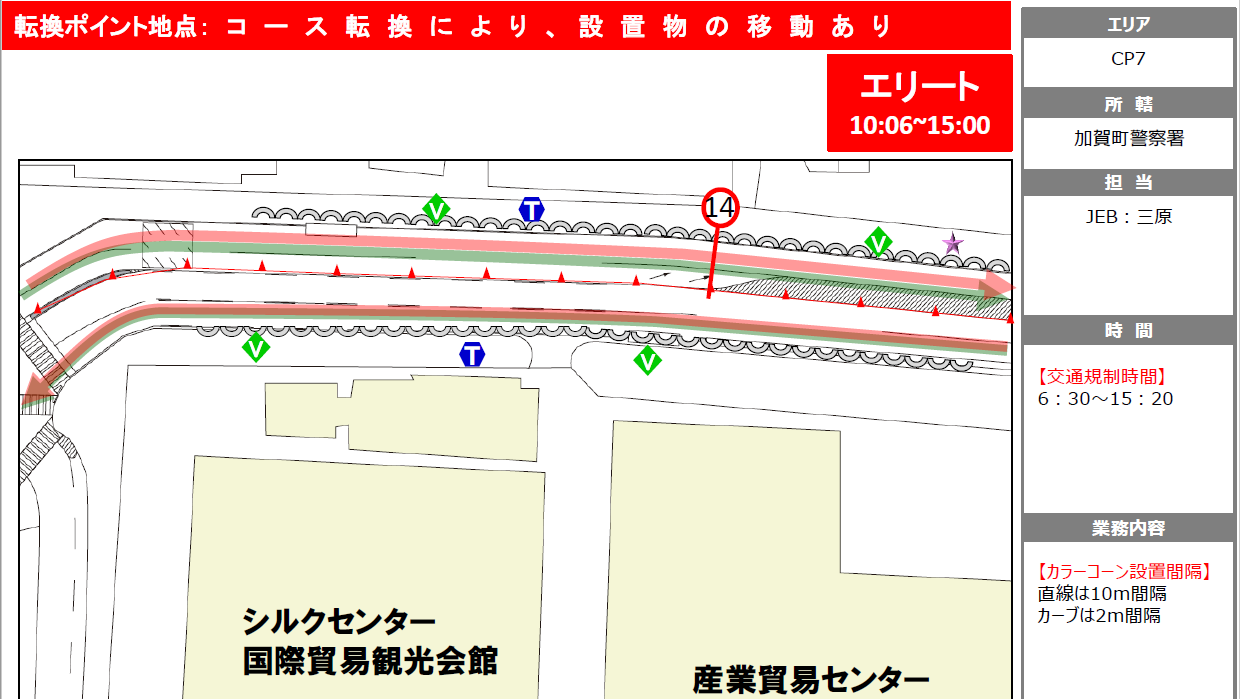 転換ポイント地点: コース転換により、設置物の移動あり
エリート
10:06~15:00
エリア
CP7
所 轄
加賀町警察署
担 当
JEB：三原
時 間
【交通規制時間】
6：30～15：20
業務内容
【カラーコーン設置間隔】
直線は10m間隔
カーブは2m間隔
V
T
14
V
V
T
V
シルクセンター
国際貿易観光会館
産業貿易センター